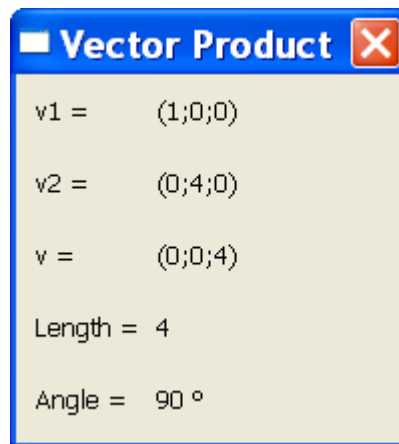 Vector Product
v1 = (1;0;0)
v2 = (0;4;0)
v = (0;0;4)
Length = 4
Angle = 90 º